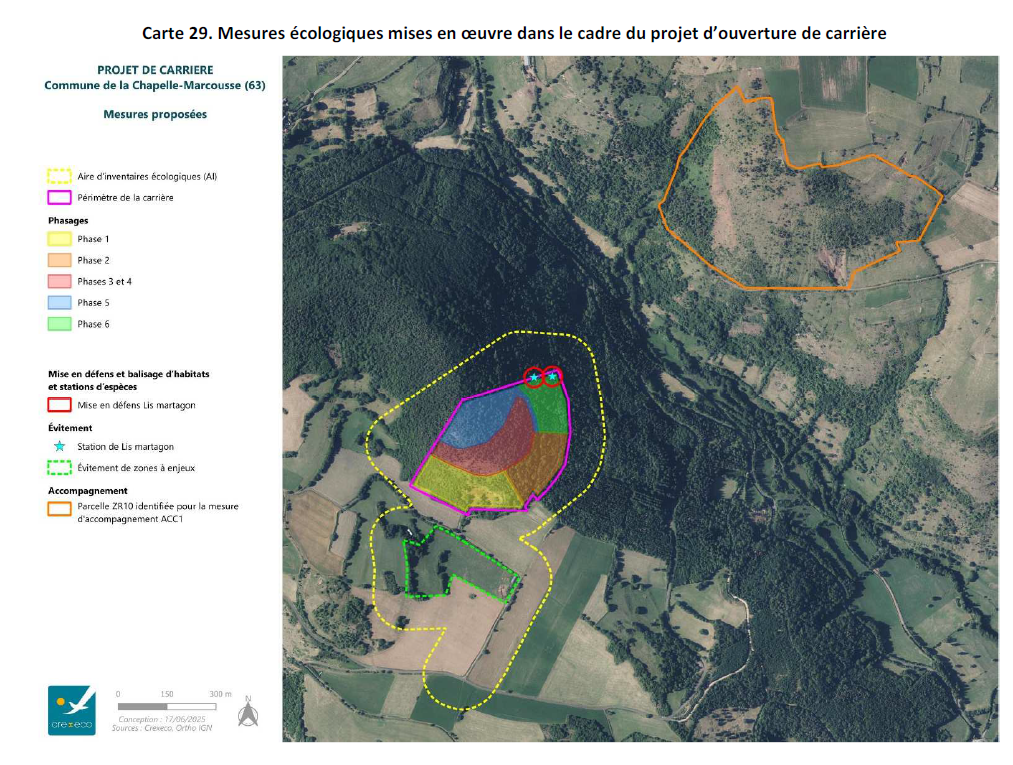 Carte 29. Mesures écologiques mises en œuvre dans le cadre du projet d’ouverture de carrière
PROJET DE CARRIERE
Commune de la Chapelle-Marcousse (63)
Mesures proposées
Aire d'inventaires écologiques (AI)
Périmètre de la carrière
Phasages
Phase 1
Phase 2
Phases 3 et 4
Phase 5
Phase 6
Mise en défens et balisage d'habitats
et stations d'espèces
Mise en défens Lis martagon
Évitement
Station de Lis martagon
Évitement de zones à enjeux
Accompagnement
Parcelle ZR10 identifiée pour la mesure
d'accompagnement ACC1
crexeco
0 150 300 m
N
Conception : 17/06/2025
Sources : Crexeco, Ortho IGN